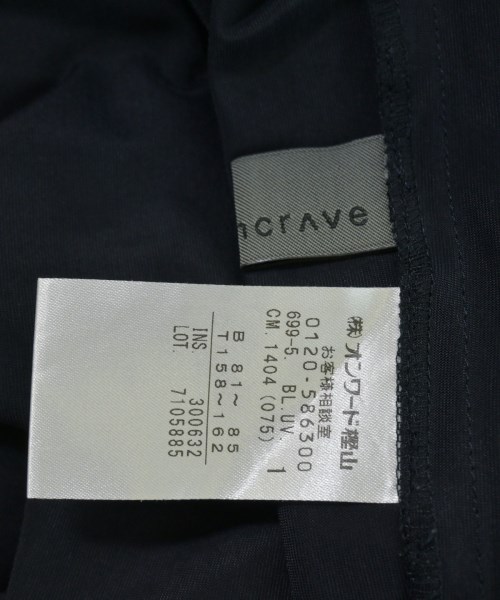 ncrave
(株)オンワード樫山
お客様相談室
0120-586300
699-5. BL.UV. 1
CM. 1404 (075)
B 81～ 85
T158～162
INS. 300632
LOT. 7105885